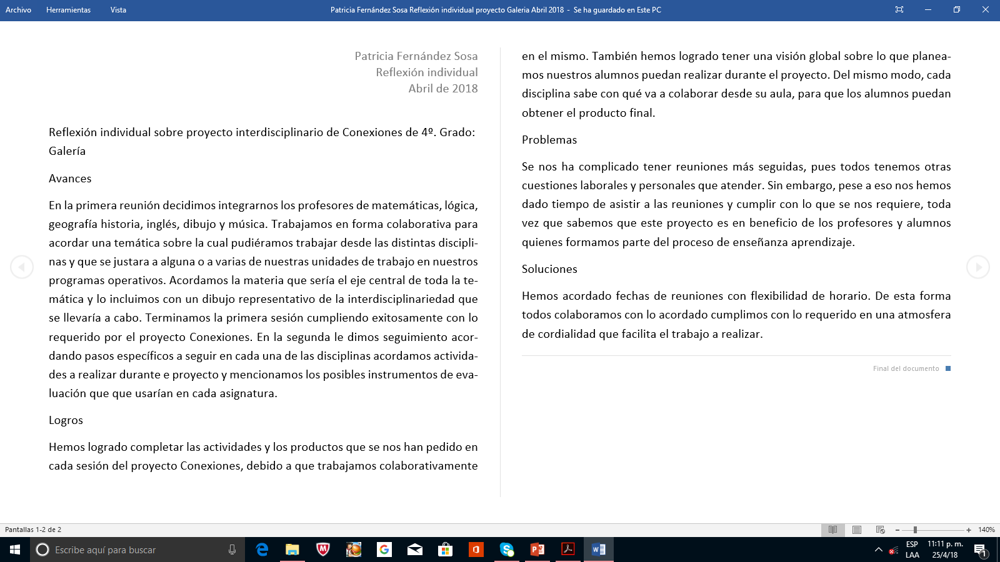 Archivo Herramientas Vista Patricia Fernández Sosa Reflexión individual proyecto Galeria Abril 2018 - Se ha guardado en Este PC
Patricia Fernández Sosa
Reflexión individual
Abril de 2018
Reflexión individual sobre proyecto interdisciplinario de Conexiones de 4º. Grado:
Galería
Avances
En la primera reunión decidimos integrarnos los profesores de matemáticas, lógica,
geografía historia, inglés, dibujo y música. Trabajamos en forma colaborativa para
acordar una temática sobre la cual pudiéramos trabajar desde las distintas discipli-
nas y que se justara a alguna o a varias de nuestras unidades de trabajo en nuestros
programas operativos. Acordamos la materia que sería el eje central de toda la te-
mática y lo incluimos con un dibujo representativo de la interdisciplinariedad que
se llevaría a cabo. Terminamos la primera sesión cumpliendo exitosamente con lo
requerido por el proyecto Conexiones. En la segunda le dimos seguimiento acor-
dando pasos específicos a seguir en cada una de las disciplinas acordamos activida-
des a realizar durante e proyecto y mencionamos los posibles instrumentos de eva-
luación que que usarían en cada asignatura.
Logros
Hemos logrado completar las actividades y los productos que se nos han pedido en
cada sesión del proyecto Conexiones, debido a que trabajamos colaborativamente
en el mismo. También hemos logrado tener una visión global sobre lo que planea-
mos nuestros alumnos puedan realizar durante el proyecto. Del mismo modo, cada
disciplina sabe con qué va a colaborar desde su aula, para que los alumnos puedan
obtener el producto final.
Problemas
Se nos ha complicado tener reuniones más seguidas, pues todos tenemos otras
cuestiones laborales y personales que atender. Sin embargo, pese a eso nos hemos
dado tiempo de asistir a las reuniones y cumplir con lo que se nos requiere, toda
vez que sabemos que este proyecto es en beneficio de los profesores y alumnos
quienes formamos parte del proceso de enseñanza aprendizaje.
Soluciones
Hemos acordado fechas de reuniones con flexibilidad de horario. De esta forma
todos colaboramos con lo acordado cumplimos con lo requerido en una atmosfera
de cordialidad que facilita el trabajo a realizar.
Final del documento
Pantallas 1-2 de 2 140%
Escribe aquí para buscar
ESP 11:11 p. m.
LAA 25/4/18 1